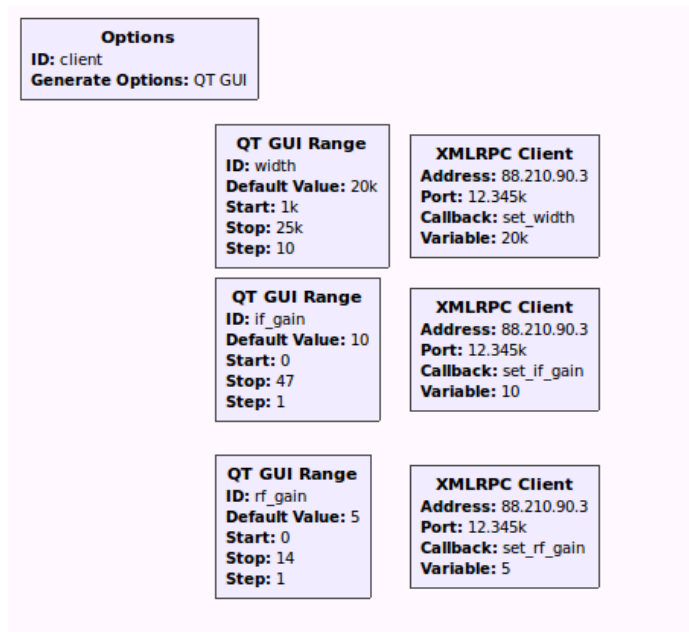 Options
ID: client
Generate Options: QT GUI
QT GUI Range
ID: width
Default Value: 20k
Start: 1k
Stop: 25k
Step: 10
XMLRPC Client
Address: 88.210.90.3
Port: 12.345k
Callback: set_width
Variable: 20k
QT GUI Range
ID: if_gain
Default Value: 10
Start: 0
Stop: 47
Step: 1
XMLRPC Client
Address: 88.210.90.3
Port: 12.345k
Callback: set_if_gain
Variable: 10
QT GUI Range
ID: rf_gain
Default Value: 5
Start: 0
Stop: 14
Step: 1
XMLRPC Client
Address: 88.210.90.3
Port: 12.345k
Callback: set_rf_gain
Variable: 5